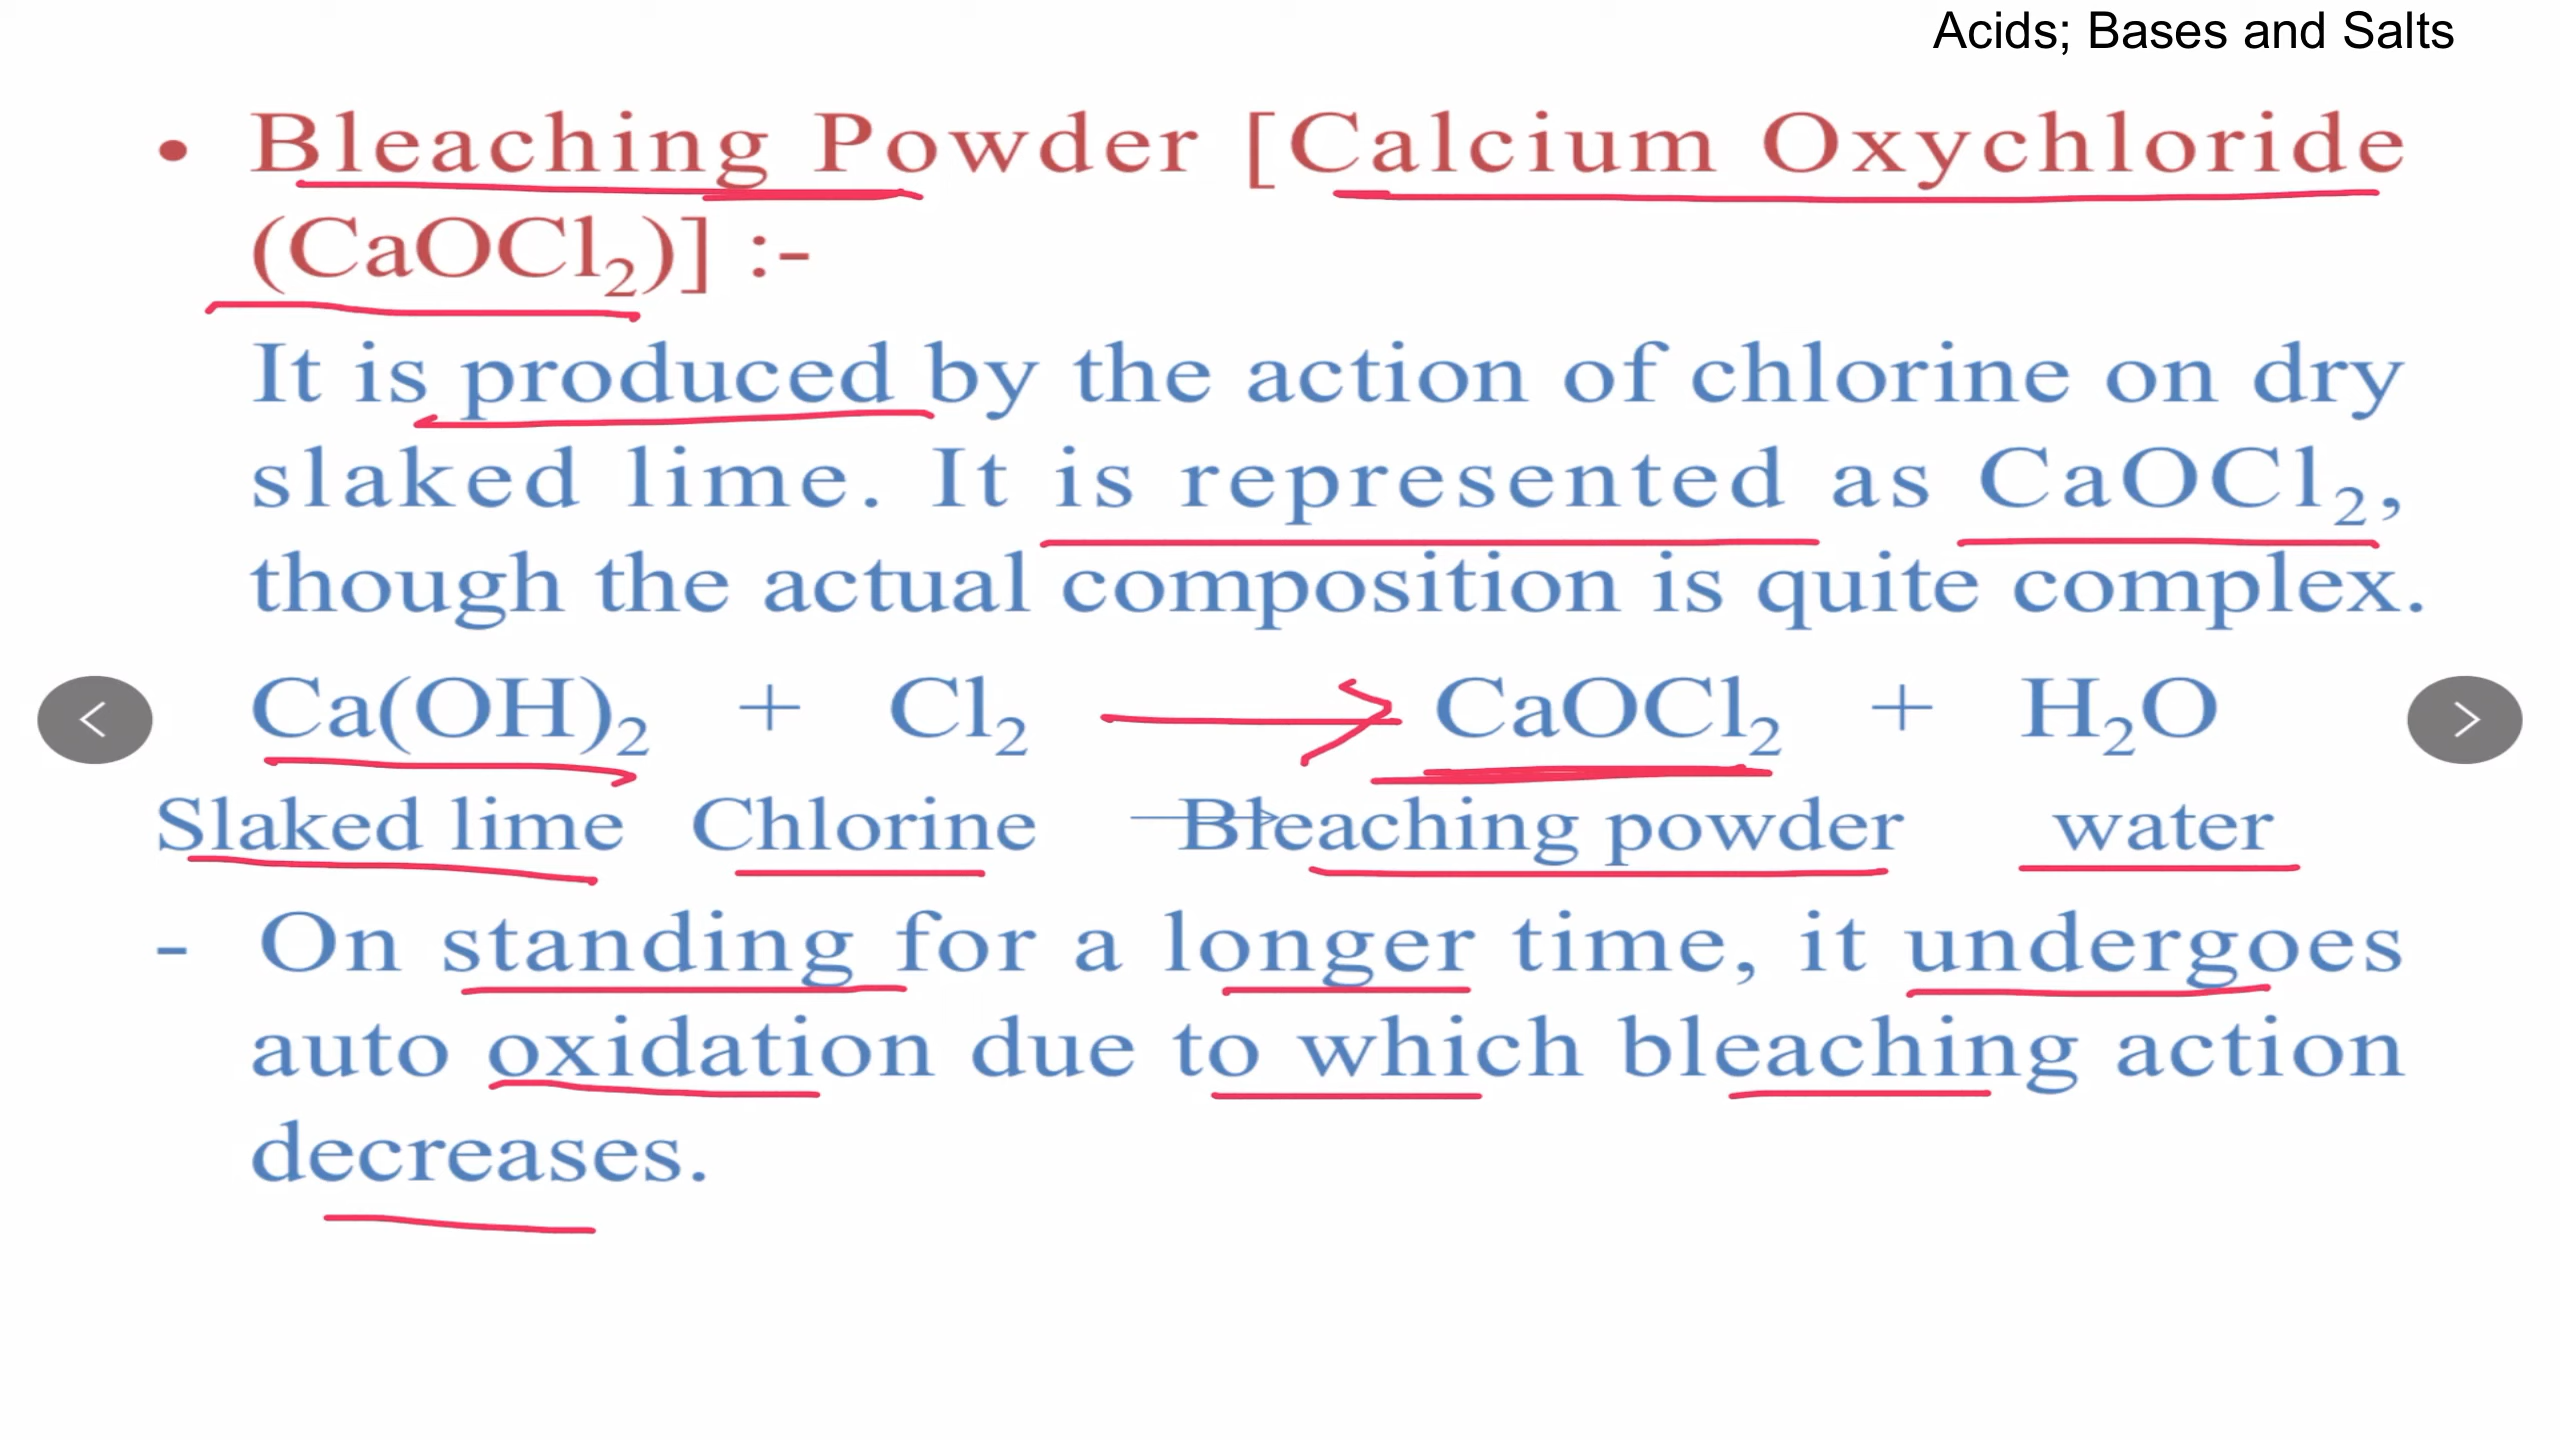 Acids; Bases and Salts
• Bleaching Powder [Calcium Oxychloride
(CaOCl₂)] :-
It is produced by the action of chlorine on dry
slaked lime. It is represented as CaOCl₂,
though the actual composition is quite complex.
Ca(OH)₂ + Cl₂ → CaOCl₂ + H₂O
Slaked lime Chlorine → Bleaching powder water
- On standing for a longer time, it undergoes
auto oxidation due to which bleaching action
decreases.